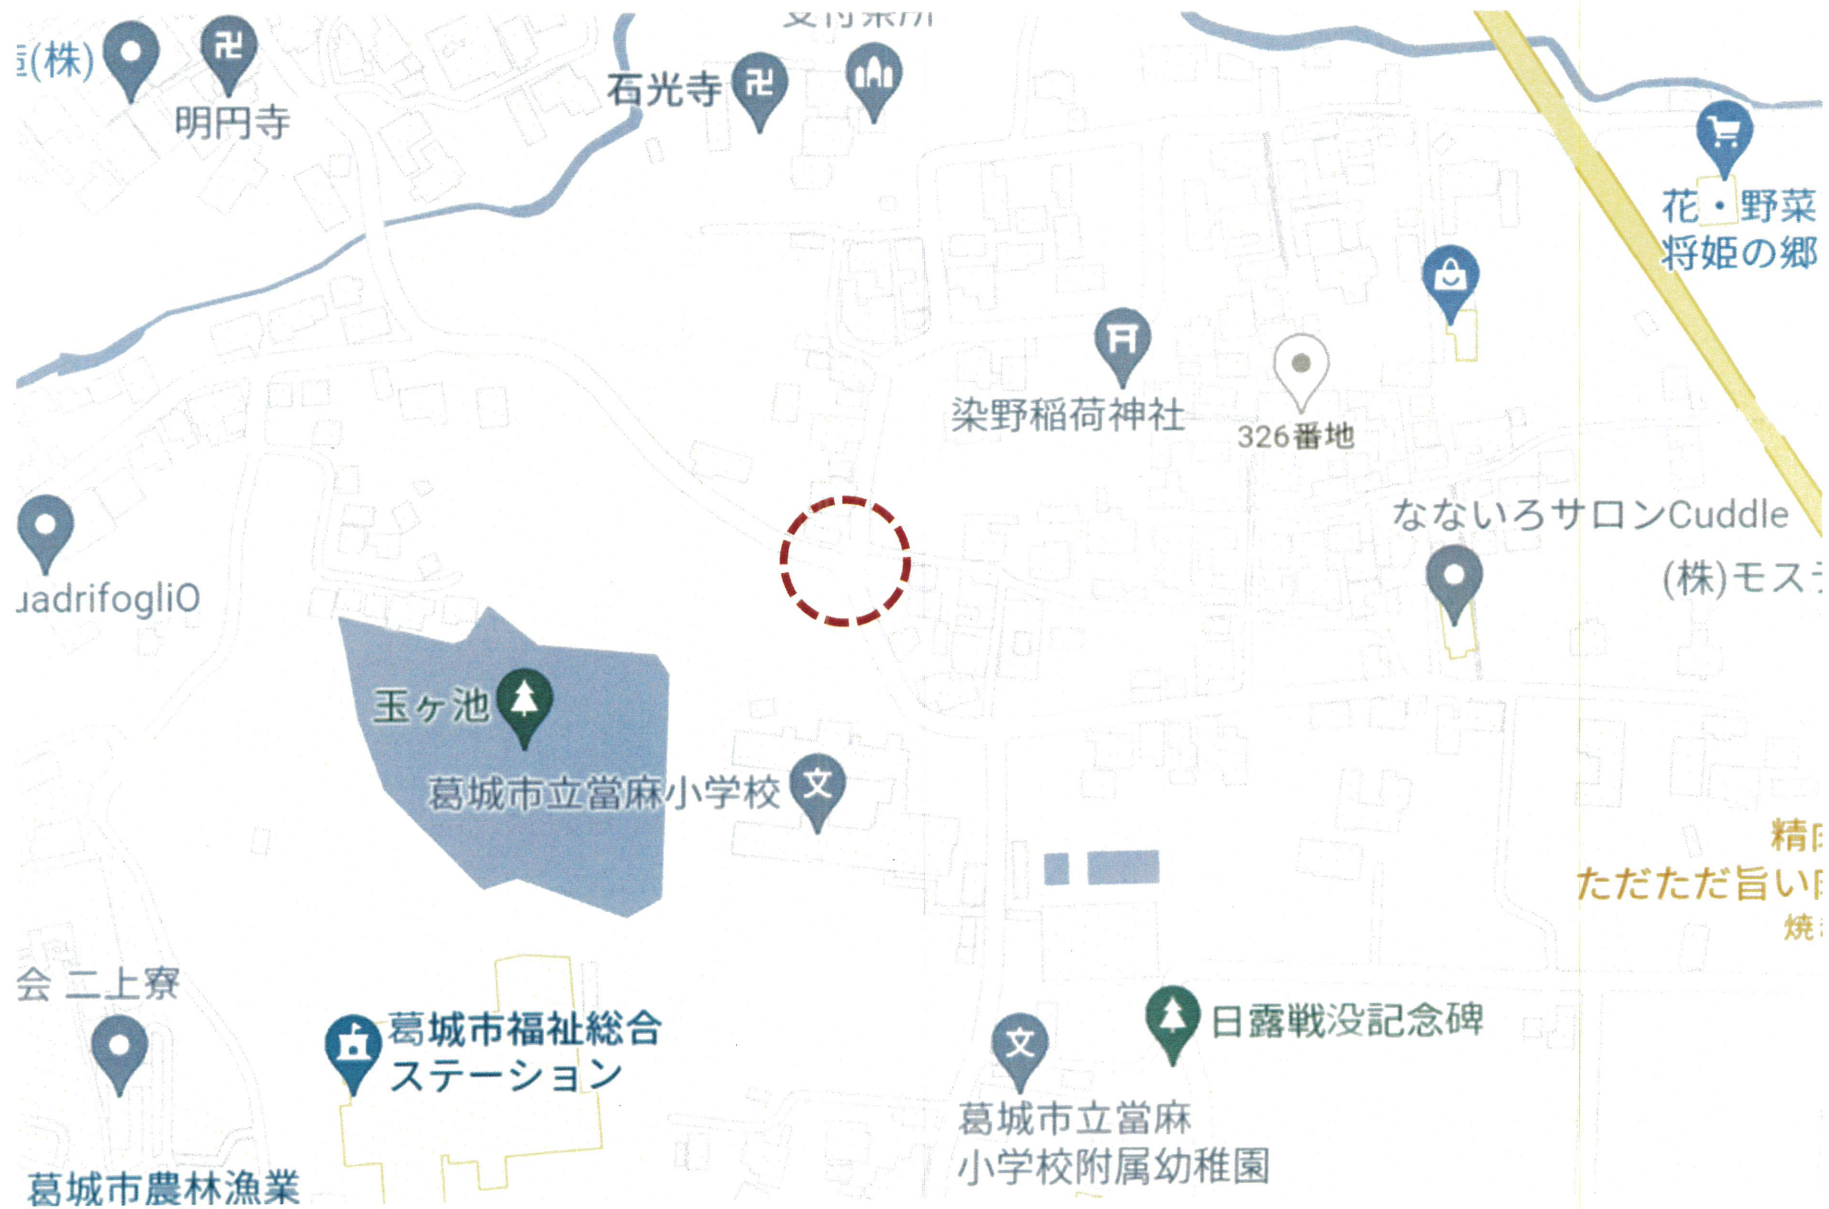 (株)
明円寺
石光寺
花・野菜
将姫の郷
染野稲荷神社
326番地
なないろサロンCuddle
(株)モス
uadrifogliO
玉ヶ池
葛城市立當麻小学校
精
ただただ旨い
焼
会 二上寮
葛城市福祉総合
ステーション
日露戦没記念碑
葛城市立當麻
小学校附属幼稚園
葛城市農林漁業